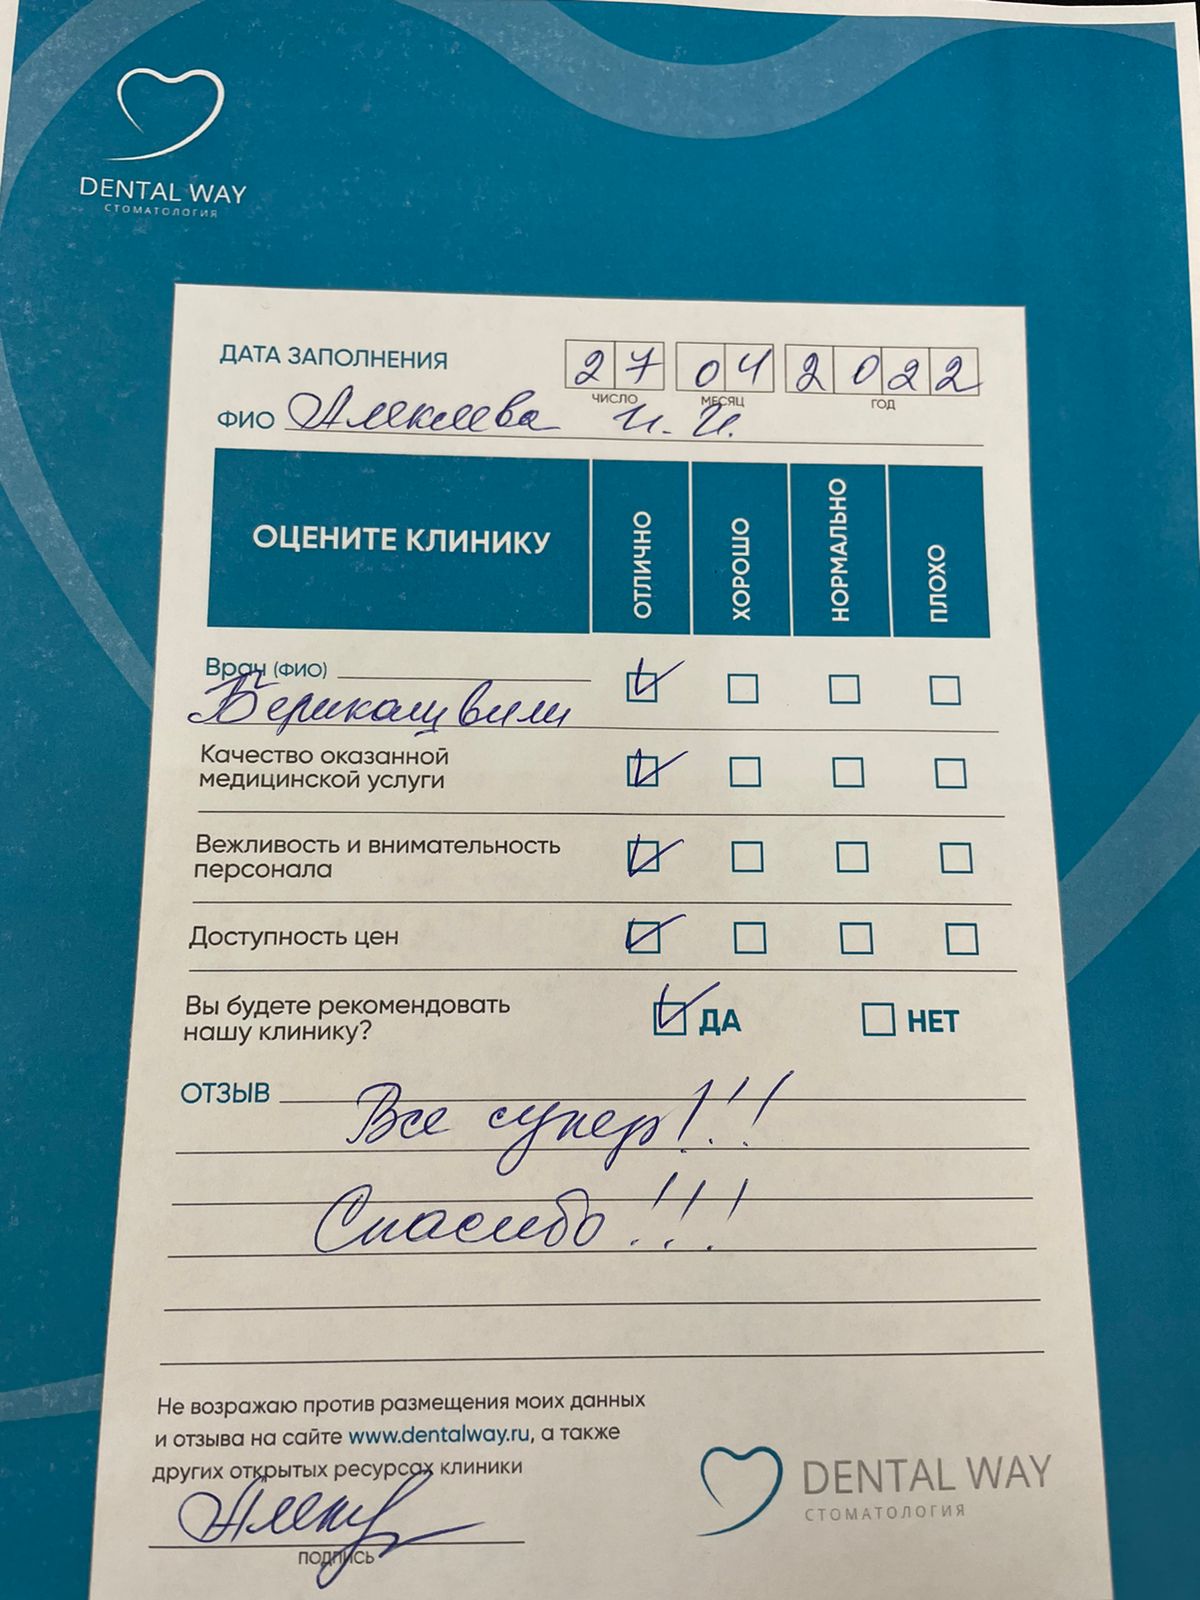 DENTAL WAY
СТОМАТОЛОГИЯ
ДАТА ЗАПОЛНЕНИЯ 27 04 2022
ЧИСЛО МЕСЯЦ ГОД
ФИО И. И.
ОЦЕНИТЕ КЛИНИКУ ОТЛИЧНО ХОРОШО НОРМАЛЬНО ПЛОХО
Врач (ФИО)
Берикашвили
Качество оказанной
медицинской услуги
Вежливость и внимательность
персонала
Доступность цен
Вы будете рекомендовать
нашу клинику? ДА НЕТ
ОТЗЫВ
Все супер!!!
Спасибо!!!
Не возражаю против размещения моих данных
и отзыва на сайте www.dentalway.ru, а также
других открытых ресурсах клиники
ПОДПИСЬ
DENTAL WAY
СТОМАТОЛОГИЯ